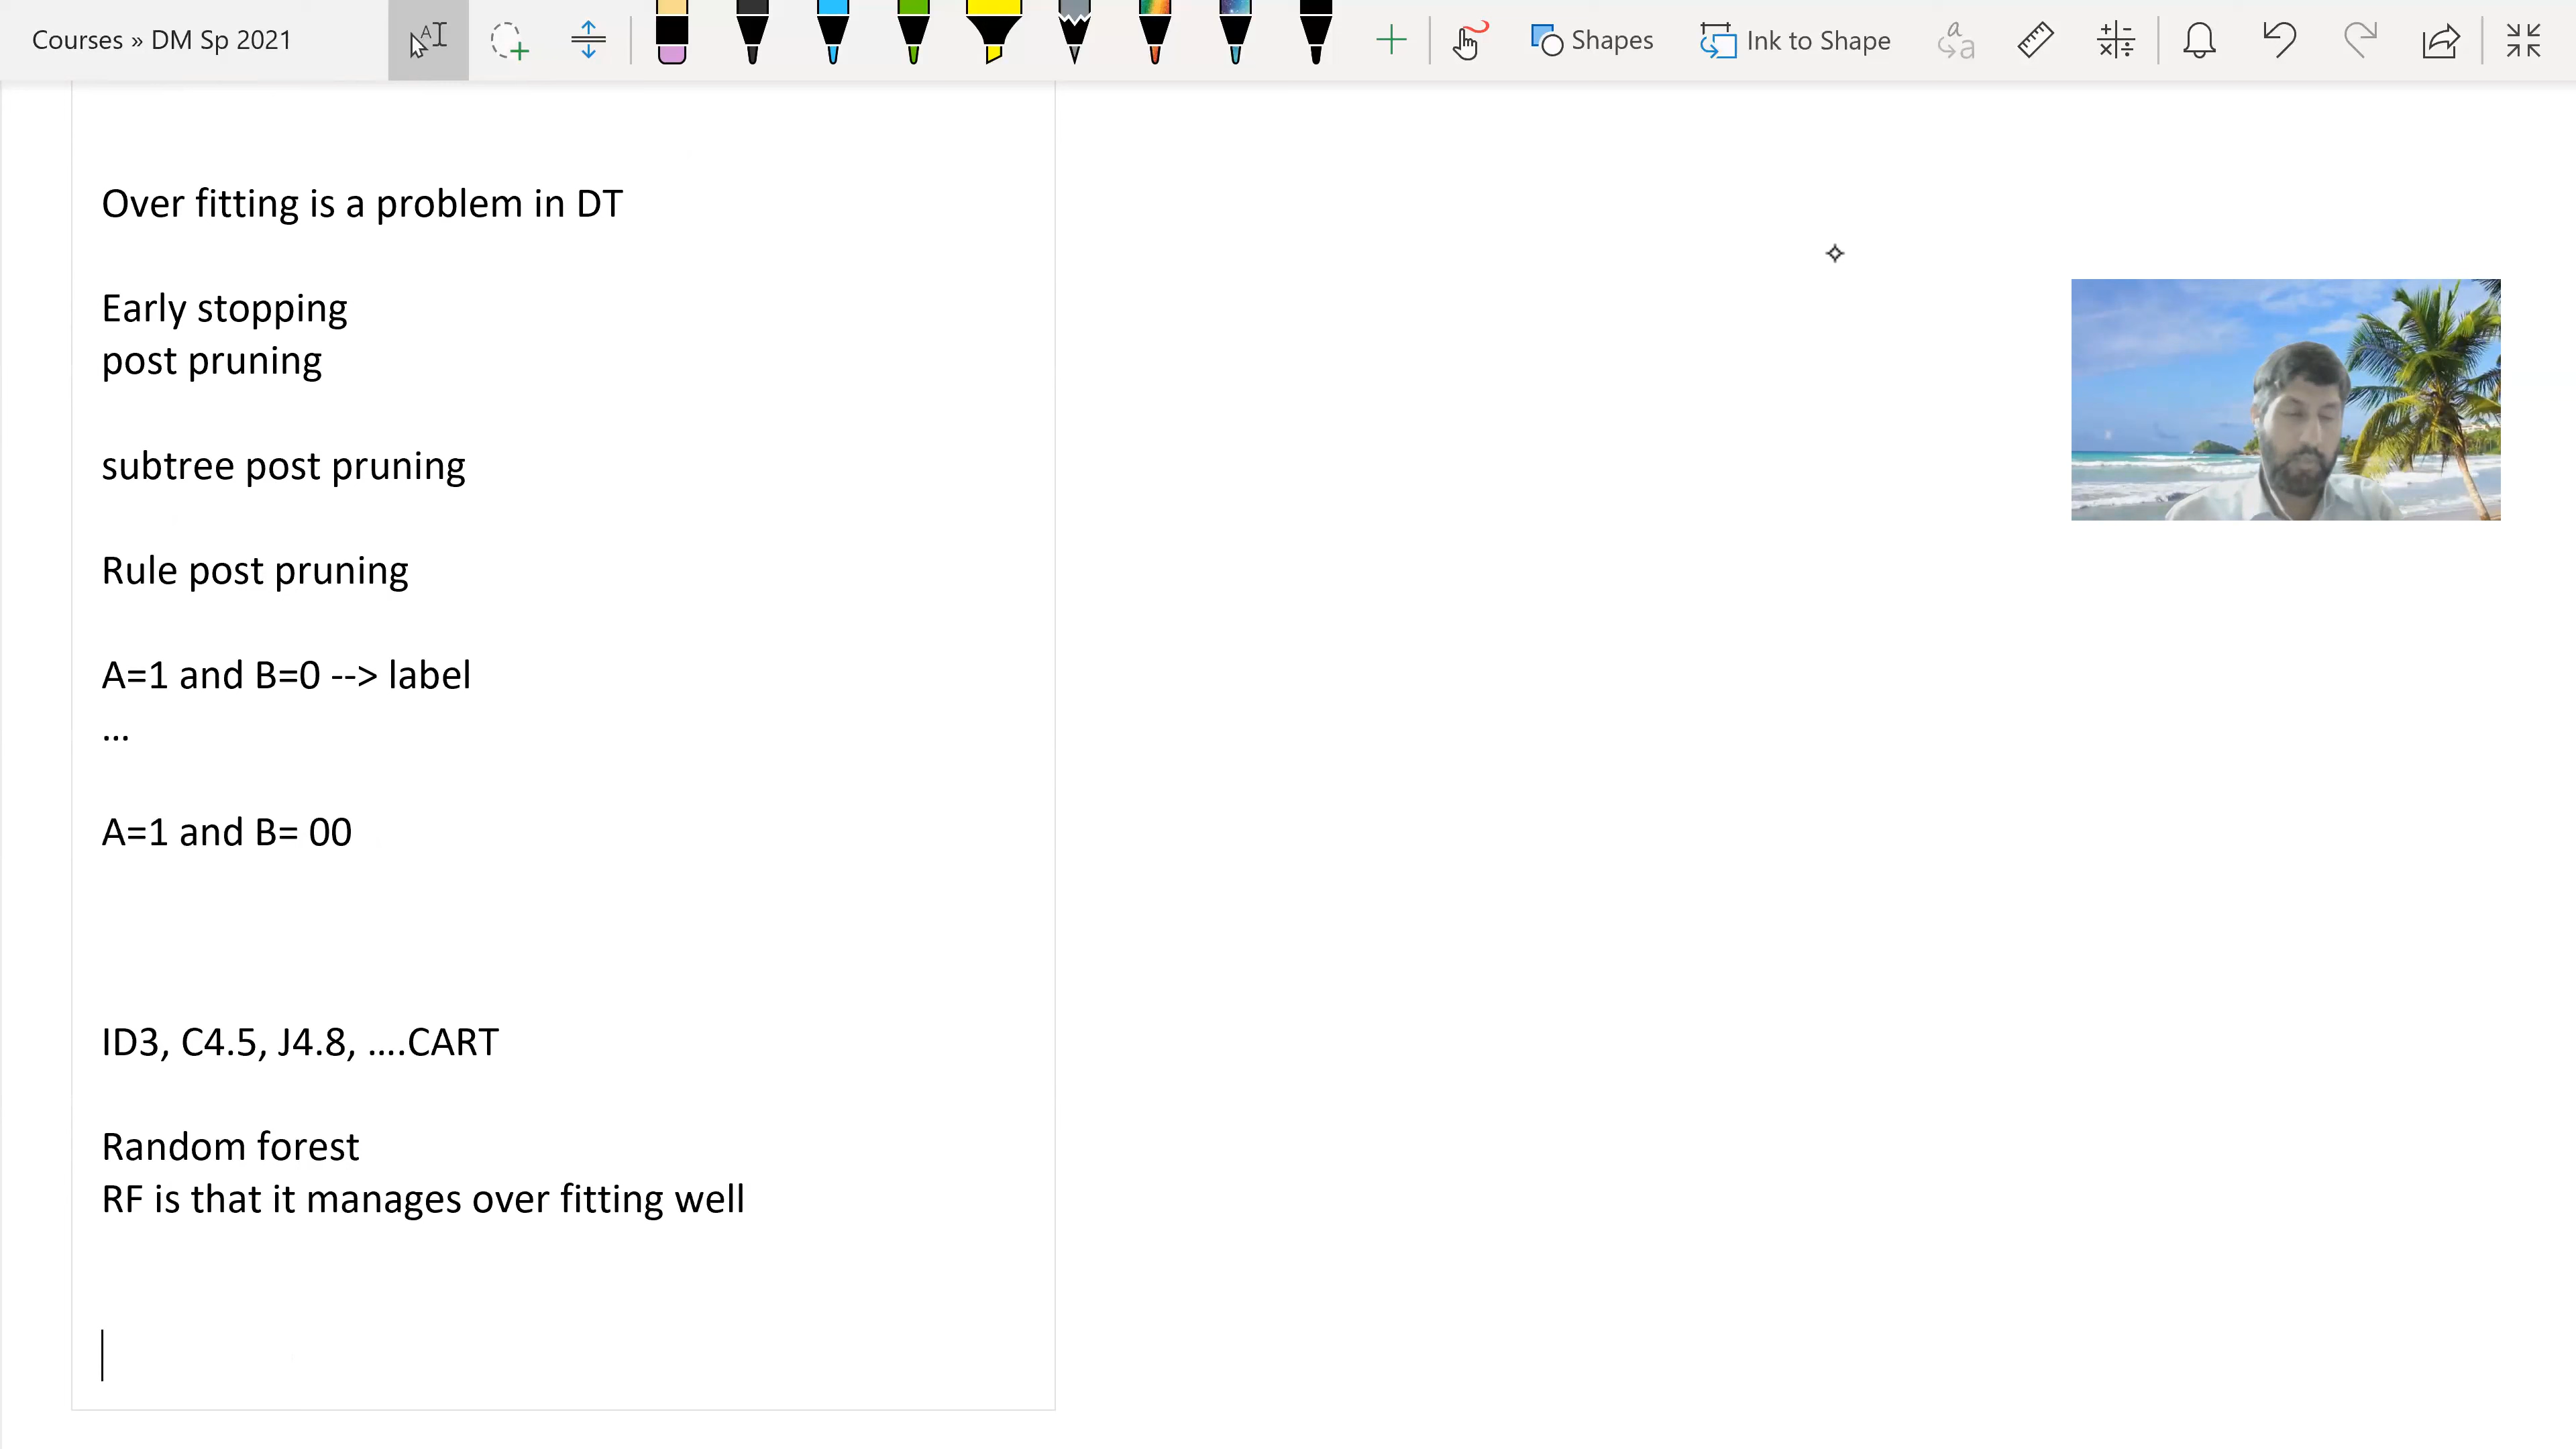 Courses » DM Sp 2021
Shapes
Ink to Shape
Over fitting is a problem in DT
Early stopping
post pruning
subtree post pruning
Rule post pruning
A=1 and B=0 --> label
...
A=1 and B= 00
ID3, C4.5, J4.8, ....CART
Random forest
RF is that it manages over fitting well